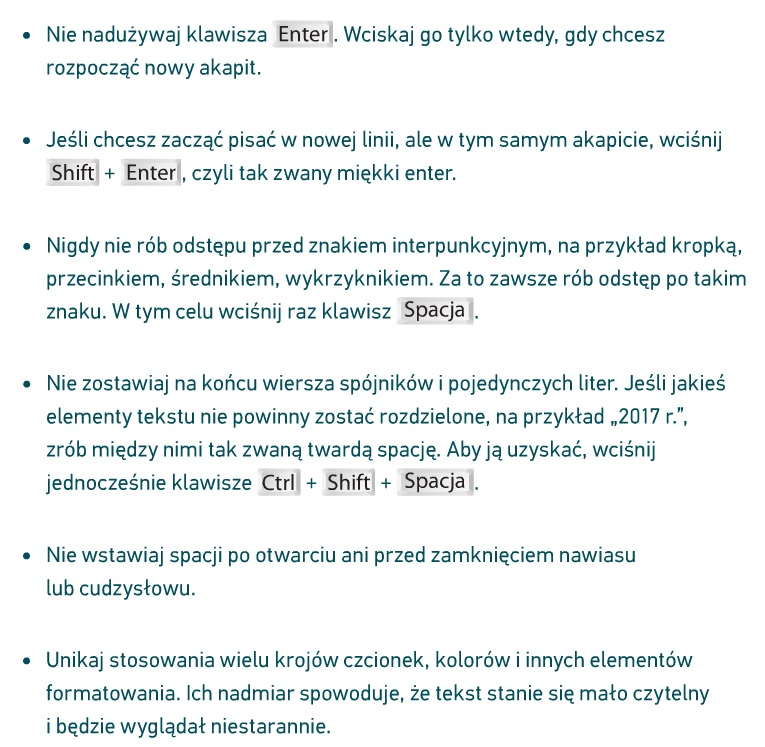 • Nie nadużywaj klawisza Enter. Wciskaj go tylko wtedy, gdy chcesz
rozpocząć nowy akapit.
• Jeśli chcesz zacząć pisać w nowej linii, ale w tym samym akapicie, wciśnij
Shift + Enter, czyli tak zwany miękki enter.
• Nigdy nie rób odstępu przed znakiem interpunkcyjnym, na przykład kropką,
przecinkiem, średnikiem, wykrzyknikiem. Za to zawsze rób odstęp po takim
znaku. W tym celu wciśnij raz klawisz Spacja.
• Nie zostawiaj na końcu wiersza spójników i pojedynczych liter. Jeśli jakieś
elementy tekstu nie powinny zostać rozdzielone, na przykład „2017 r.”,
zrób między nimi tak zwaną twardą spację. Aby ją uzyskać, wciśnij
jednocześnie klawisze Ctrl + Shift + Spacja.
• Nie wstawiaj spacji po otwarciu ani przed zamknięciem nawiasu
lub cudzysłowu.
• Unikaj stosowania wielu krojów czcionek, kolorów i innych elementów
formatowania. Ich nadmiar spowoduje, że tekst stanie się mało czytelny
i będzie wyglądał niestarannie.